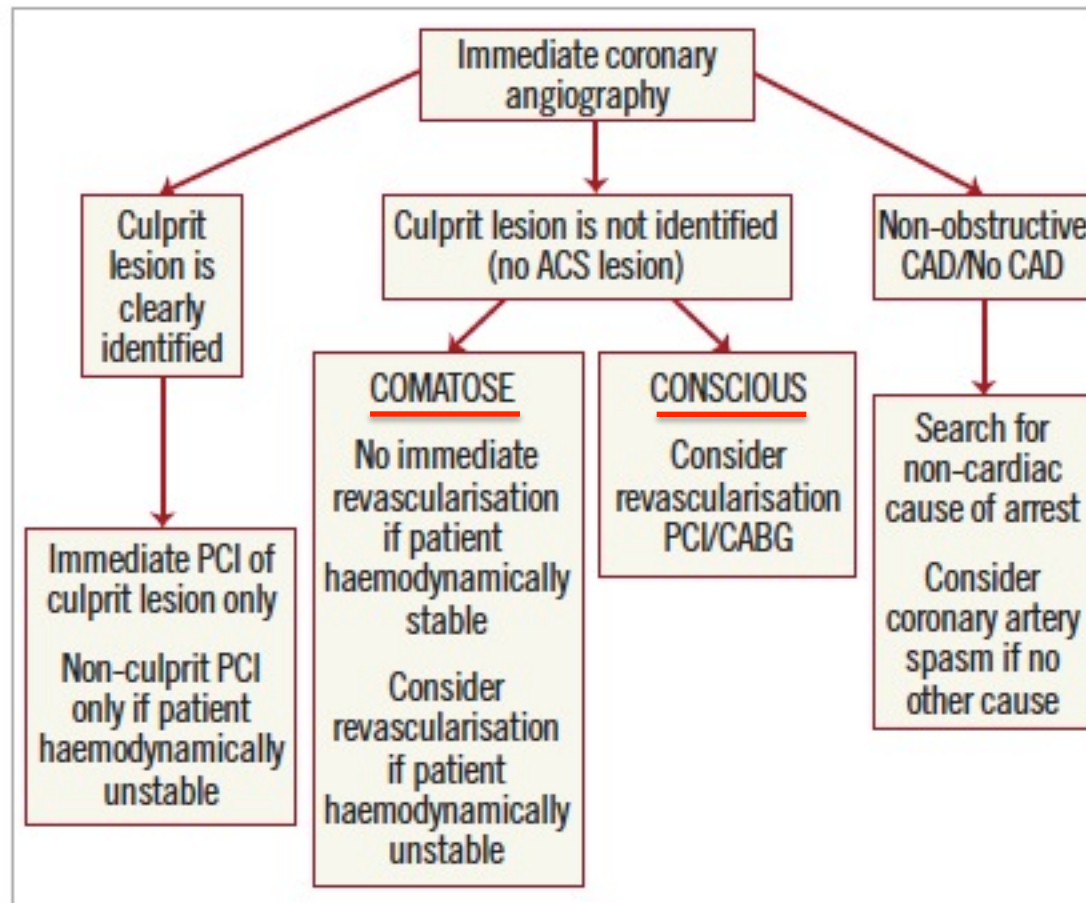 Immediate coronary
angiography
Culprit
lesion is
clearly
identified
Culprit lesion is not identified
(no ACS lesion)
Non-obstructive
CAD/No CAD
Immediate PCI of
culprit lesion only
Non-culprit PCI
only if patient
haemodynamically
unstable
COMATOSE
No immediate
revascularisation
if patient
haemodynamically
stable
Consider
revascularisation
if patient
haemodynamically
unstable
CONSCIOUS
Consider
revascularisation
PCI/CABG
Search for
non-cardiac
cause of arrest
Consider
coronary artery
spasm if no
other cause